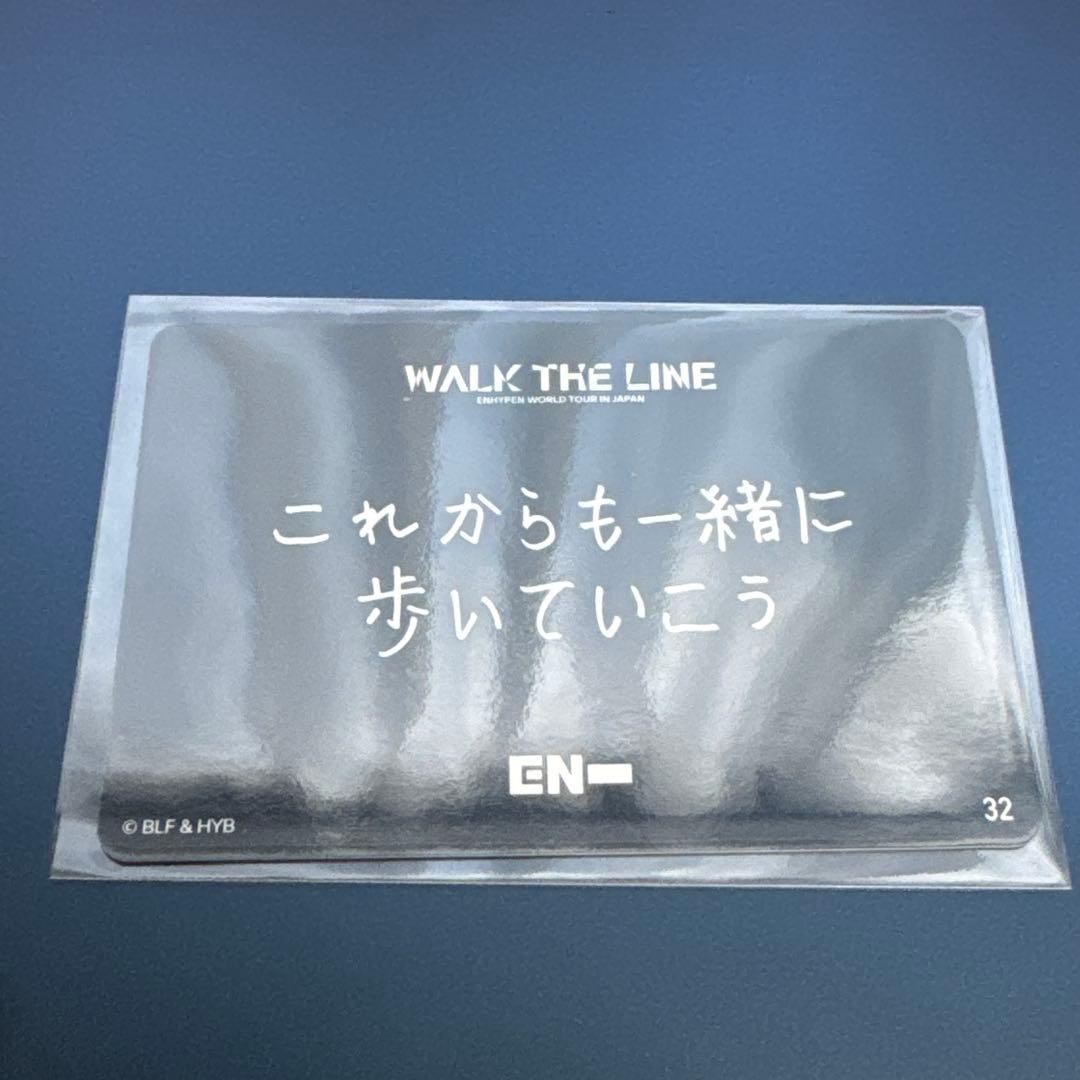 WALK THE LINE
ENHYPEN WORLD TOUR IN JAPAN
これからも一緒に
歩いていこう
EN-
32
© BLF & HYB